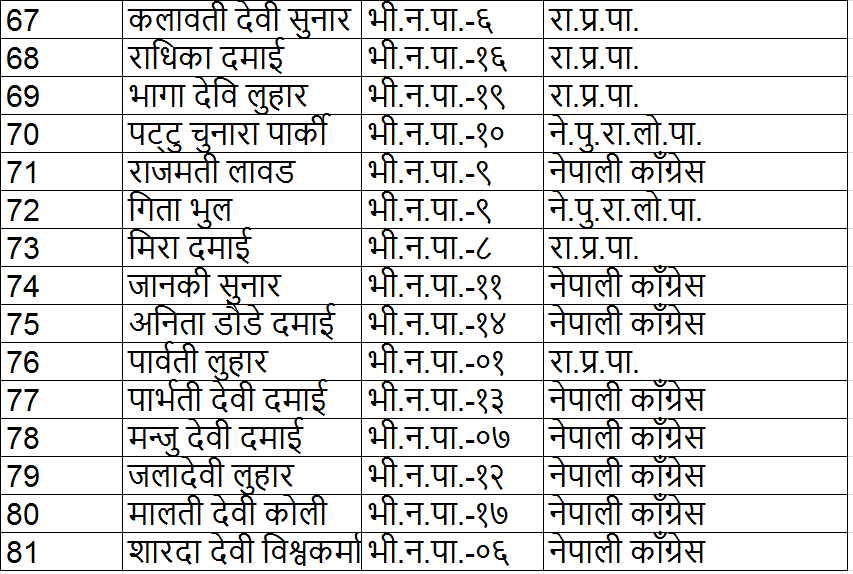 67 कलावती देवी सुनार भी.न.पा.-६ रा.प्र.पा.
68 राधिका दमाई भी.न.पा.-१६ रा.प्र.पा.
69 भागा देवि लुहार भी.न.पा.-१९ रा.प्र.पा.
70 पट्टु चुनारा पार्की भी.न.पा.-१० ने.पु.रा.लो.पा.
71 राजमती लावड भी.न.पा.-९ नेपाली काँग्रेस
72 गिता भुल भी.न.पा.-९ ने.पु.रा.लो.पा.
73 मिरा दमाई भी.न.पा.-८ रा.प्र.पा.
74 जानकी सुनार भी.न.पा.-११ नेपाली काँग्रेस
75 अनिता डौडे दमाई भी.न.पा.-१४ नेपाली काँग्रेस
76 पार्वती लुहार भी.न.पा.-०१ रा.प्र.पा.
77 पार्भती देवी दमाई भी.न.पा.-१३ नेपाली काँग्रेस
78 मन्जु देवी दमाई भी.न.पा.-०७ नेपाली काँग्रेस
79 जलादेवी लुहार भी.न.पा.-१२ नेपाली काँग्रेस
80 मालती देवी कोली भी.न.पा.-१७ नेपाली काँग्रेस
81 शारदा देवी विश्वकर्मा भी.न.पा.-०६ नेपाली काँग्रेस